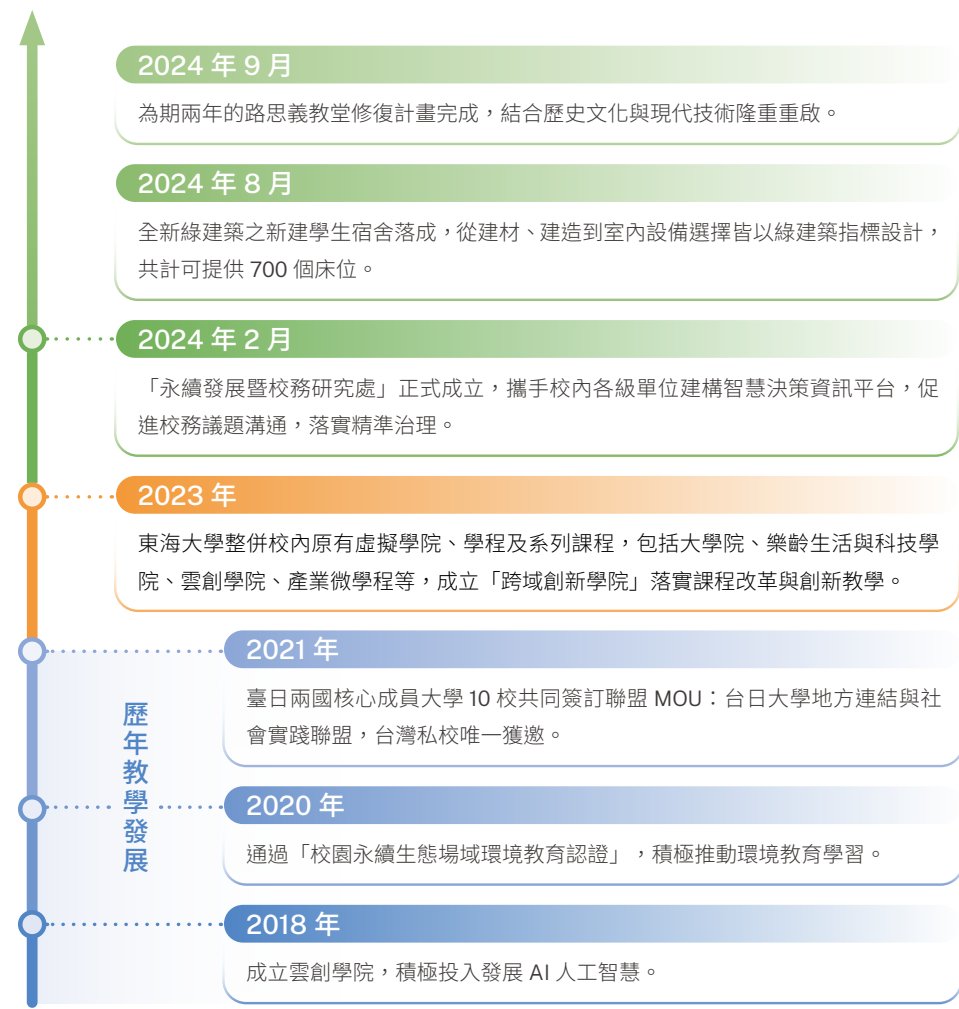 2024 年 9 月
為期兩年的路思義教堂修復計畫完成，結合歷史文化與現代技術隆重重啟。
2024 年 8 月
全新綠建築之新建學生宿舍落成，從建材、建造到室內設備選擇皆以綠建築指標設計，
共計可提供 700 個床位。
2024 年 2 月
「永續發展暨校務研究處」正式成立，攜手校內各級單位建構智慧決策資訊平台，促
進校務議題溝通，落實精準治理。
2023 年
東海大學整併校內原有虛擬學院、學程及系列課程，包括大學院、樂齡生活與科技學
院、雲創學院、產業微學程等，成立「跨域創新學院」落實課程改革與創新教學。
歷年教學發展
2021 年
臺日兩國核心成員大學 10 校共同簽訂聯盟 MOU：台日大學地方連結與社
會實踐聯盟，台灣私校唯一獲邀。
2020 年
通過「校園永續生態場域環境教育認證」，積極推動環境教育學習。
2018 年
成立雲創學院，積極投入發展 AI 人工智慧。